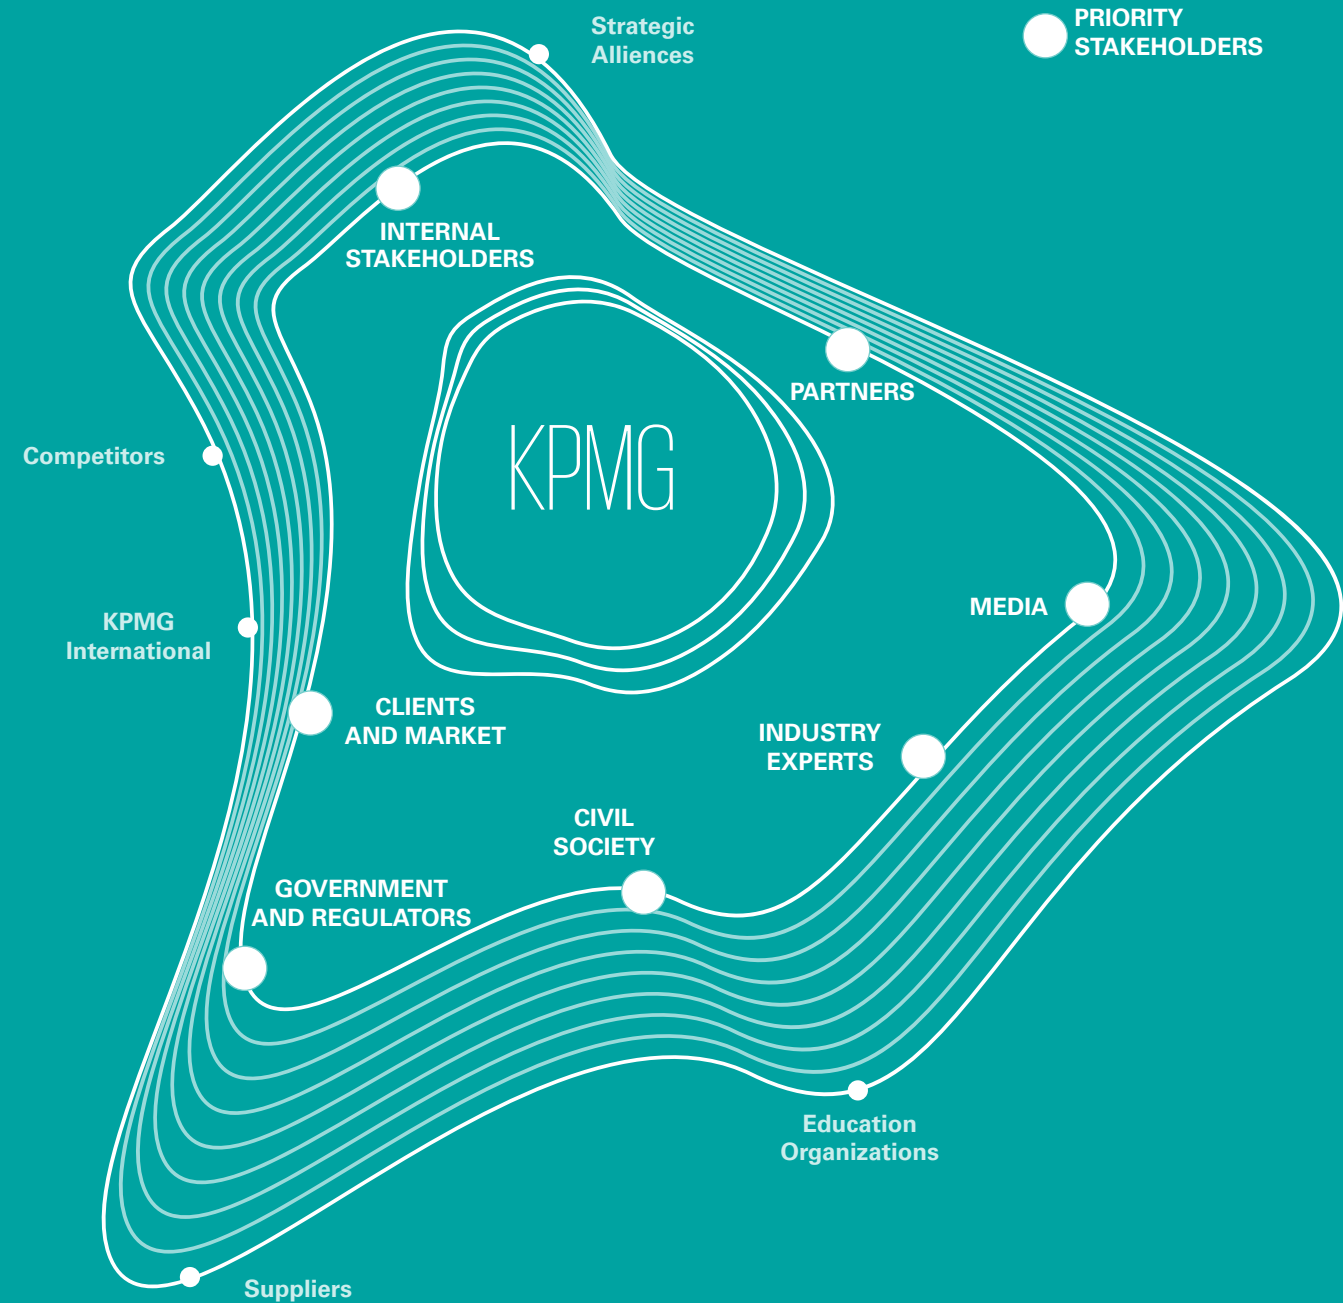 Strategic
Alliences
PRIORITY
STAKEHOLDERS
INTERNAL
STAKEHOLDERS
PARTNERS
KPMG
Competitors
MEDIA
KPMG
International
CLIENTS
AND MARKET
INDUSTRY
EXPERTS
CIVIL
SOCIETY
GOVERNMENT
AND REGULATORS
Education
Organizations
Suppliers